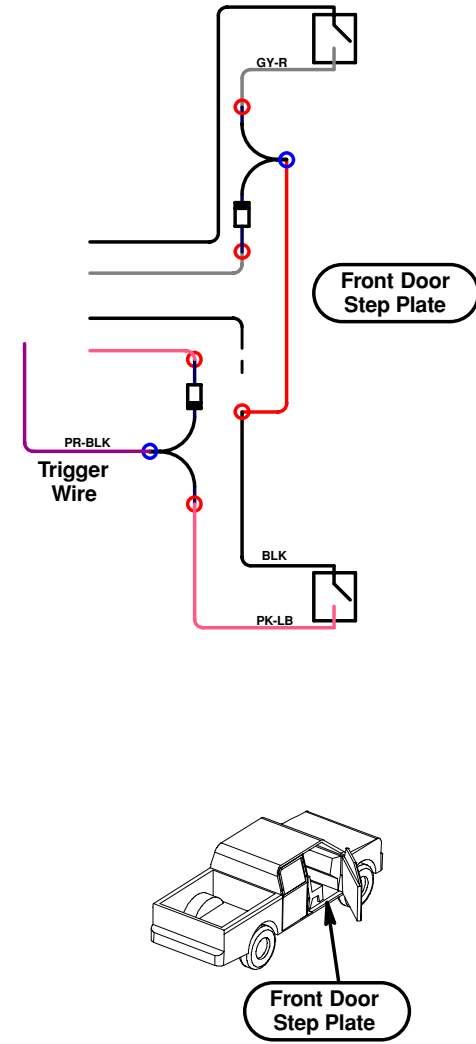 GY-R
Front Door
Step Plate
PR-BLK
Trigger
Wire
BLK
PK-LB
Front Door
Step Plate